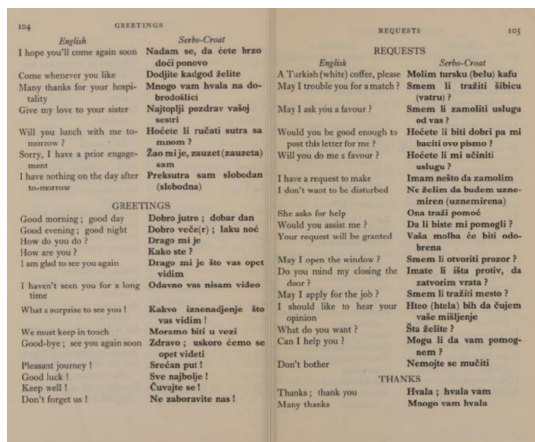 104 GREETINGS
English Serbo-Croat
I hope you'll come again soon Nadam se, da ćete brzo
doći ponovo
Come whenever you like Dodjite kadgod želite
Many thanks for your hospi- Mnogo vam hvala na do-
tality brodošlici
Give my love to your sister Najtoplji pozdrav vašoj
sestri
Will you lunch with me to- Hoćete li ručati sutra sa
morrow ? mnom ?
Sorry, I have a prior engage- Žao mi je, zauzet (zauzeta)
ment sam
I have nothing on the day after Preksutra sam slobodan
to-morrow (slobodna)
GREETINGS
Good morning ; good day Dobro jutro ; dobar dan
Good evening ; good night Dobro veče(r) ; laku noć
How do you do ? Drago mi je
How are you ? Kako ste ?
I am glad to see you again Drago mi je što vas opet
vidim
I haven't seen you for a long Odavno vas nisam video
time
What a surprise to see you ! Kakvo iznenadjenje što
vas vidim !
We must keep in touch Moramo biti u vezi
Good-bye ; see you again soon Zdravo ; uskoro ćemo se
opet videti
Pleasant journey ! Srećan put !
Good luck ! Sve najbolje !
Keep well ! Čuvajte se !
Don't forget us ! Ne zaboravite nas !
REQUESTS 105
REQUESTS
English Serbo-Croat
A Turkish (white) coffee, please Molim tursku (belu) kafu
May I trouble you for a match ? Smem li tražiti šibicu
(vatru) ?
May I ask you a favour ? Smem li zamoliti uslugu
od vas ?
Would you be good enough to Hoćete li biti dobri pa mi
post this letter for me ? baciti ovo pismo ?
Will you do me a favour ? Hoćete li mi učiniti
uslugu ?
I have a request to make Imam nešto da zamolim
I don't want to be disturbed Ne želim da budem uzne-
miren (uznemirena)
She asks for help Ona traži pomoć
Would you assist me ? Da li biste mi pomogli ?
Your request will be granted Vaša molba će biti odo-
brena
May I open the window ? Smem li otvoriti prozor ?
Do you mind my closing the Imate li išta protiv, da
door ? zatvorim vrata ?
May I apply for the job ? Smem li tražiti mesto ?
I should like to hear your Hteo (htela) bih da čujem
opinion vaše mišljenje
What do you want ? Šta želite ?
Can I help you ? Mogu li da vam pomog-
nem ?
Don't bother Nemojte se mučiti
THANKS
Thanks ; thank you Hvala ; hvala vam
Many thanks Mnogo vam hvala